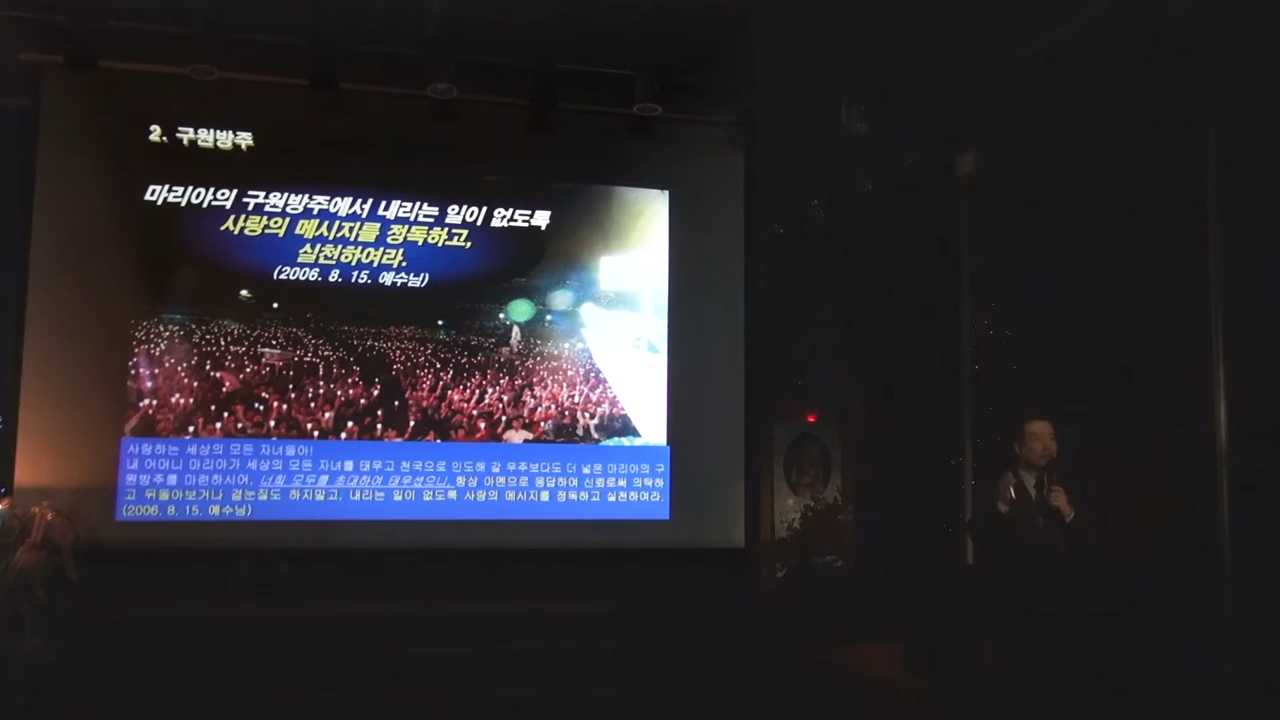 2. 구원방주
마리아의 구원방주에서 내리는 일이 없도록
사랑의 메시지를 정독하고,
실천하여라.
(2006. 8. 15. 예수님)
사랑하는 세상의 모든 자녀들아!
내 어머니 마리아가 세상의 모든 자녀를 태우고 천국으로 인도해 갈 우주보다도 더 넓은 마리아의 구
원방주를 마련하시어, 너희 모두를 초대하여 태우셨으니, 항상 아멘으로 응답하여 신뢰로써 의탁하
고 뒤돌아보거나 곁눈질도 하지말고, 내리는 일이 없도록 사랑의 메시지를 정독하고 실천하여라.
(2006. 8. 15. 예수님)